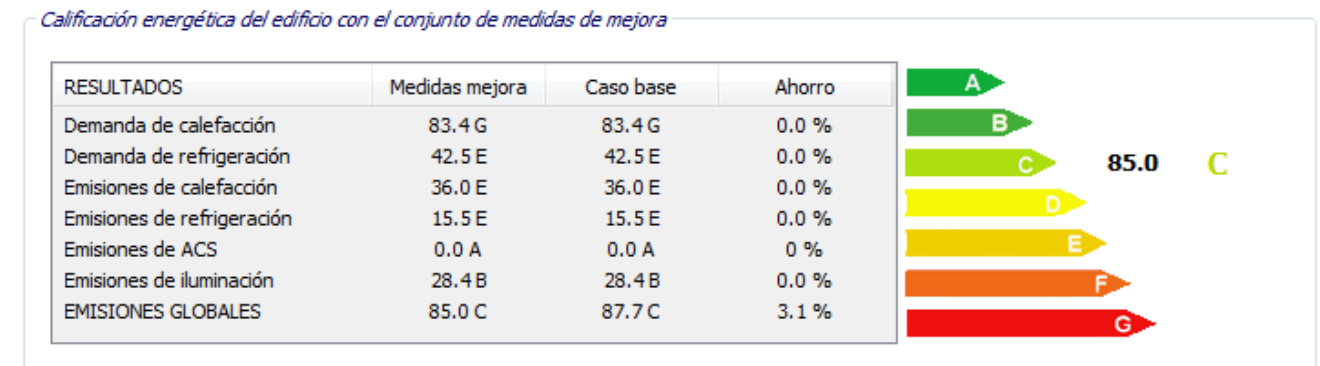 Calificación energética del edificio con el conjunto de medidas de mejora
RESULTADOS Medidas mejora Caso base Ahorro
Demanda de calefacción 83.4 G 83.4 G 0.0 %
Demanda de refrigeración 42.5 E 42.5 E 0.0 %
Emisiones de calefacción 36.0 E 36.0 E 0.0 %
Emisiones de refrigeración 15.5 E 15.5 E 0.0 %
Emisiones de ACS 0.0 A 0.0 A 0 %
Emisiones de iluminación 28.4 B 28.4 B 0.0 %
EMISIONES GLOBALES 85.0 C 87.7 C 3.1 %
A
B
C 85.0 C
D
E
F
G